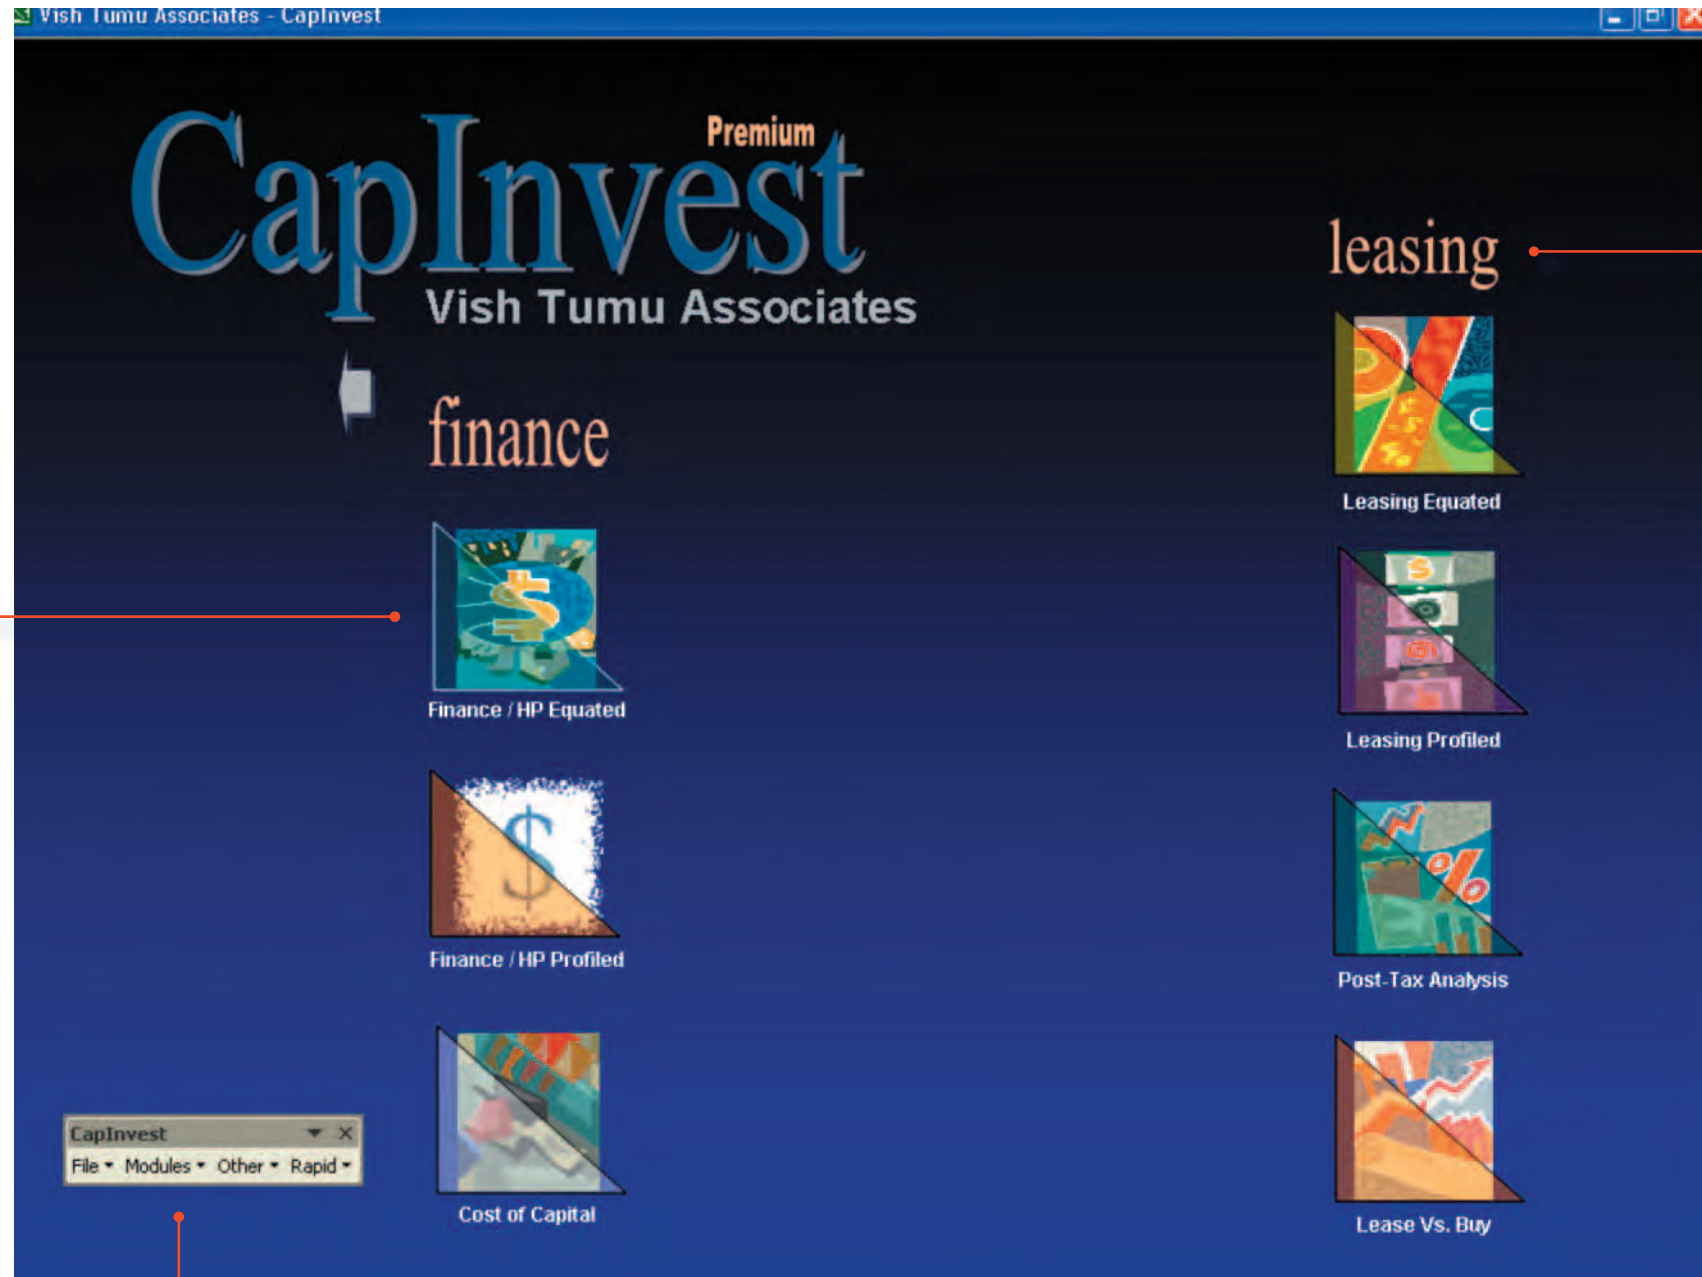 Vish Tumu Associates - CapInvest
Premium
CapInvest
Vish Tumu Associates
finance
Finance / HP Equated
Finance / HP Profiled
Cost of Capital
leasing
Leasing Equated
Leasing Profiled
Post-Tax Analysis
Lease Vs. Buy
CapInvest
File Modules Other Rapid